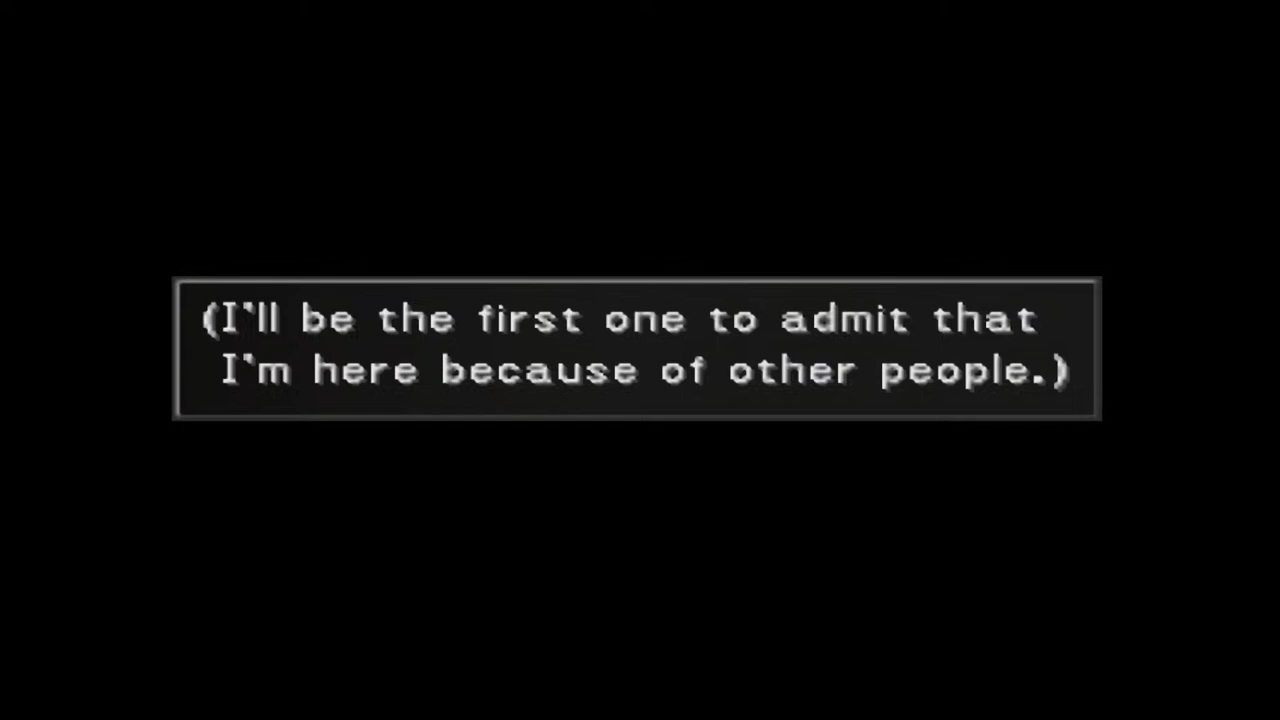 (I'll be the first one to admit that
I'm here because of other people.)